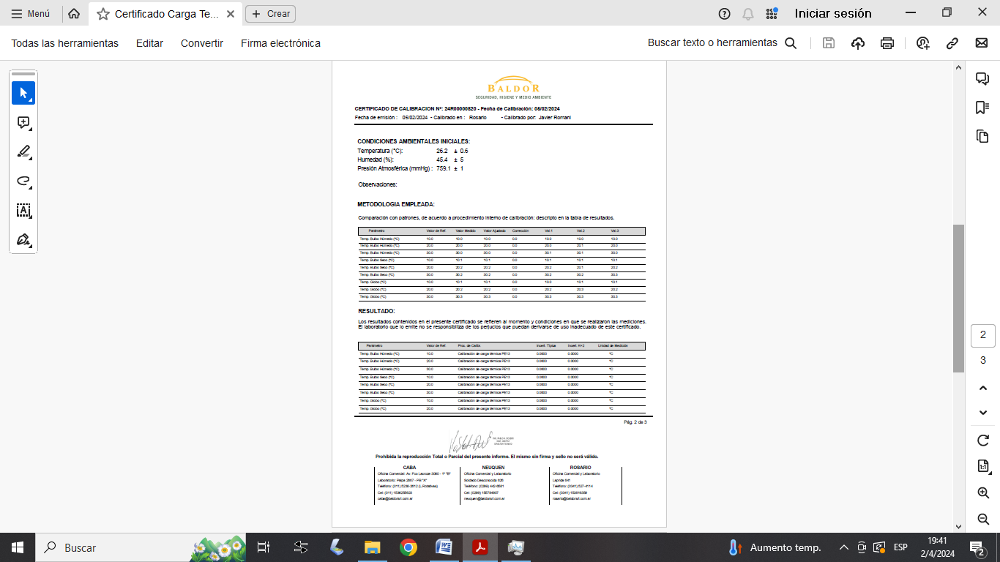 Menú
Certificado Carga Te...
Crear
Iniciar sesión
Todas las herramientas Editar Convertir Firma electrónica
Buscar texto o herramientas
BALDOR
SEGURIDAD, HIGIENE Y MEDIO AMBIENTE
CERTIFICADO DE CALIBRACION Nº: 24R00000820 - Fecha de Calibración: 05/02/2024
Fecha de emisión : 05/02/2024 - Calibrado en : Rosario - Calibrado por: Javier Romani
CONDICIONES AMBIENTALES INICIALES:
Temperatura (°C): 26.2 ± 0.6
Humedad (%): 45.4 ± 5
Presión Atmosférica (mmHg) : 759.1 ± 1
Observaciones:
METODOLOGIA EMPLEADA:
Comparación con patrones, de acuerdo a procedimiento interno de calibración: descripto en la tabla de resultados.
Parámetro Valor de Ref. Valor Medido Valor Ajustado Corrección Val.1 Val.2 Val.3
Temp. Bulbo Húmedo (°C) 10.0 10.0 10.0 0.0 10.0 10.0 10.0
Temp. Bulbo Húmedo (°C) 20.0 20.0 20.0 0.0 20.0 20.1 20.0
Temp. Bulbo Húmedo (°C) 30.0 30.0 30.0 0.0 30.1 30.1 30.0
Temp. Bulbo Seco (°C) 10.0 10.1 10.1 0.0 10.1 10.1 10.1
Temp. Bulbo Seco (°C) 20.0 20.2 20.2 0.0 20.2 20.1 20.2
Temp. Bulbo Seco (°C) 30.0 30.2 30.2 0.0 30.2 30.2 30.3
Temp. Globo (°C) 10.0 10.1 10.1 0.0 10.0 10.1 10.1
Temp. Globo (°C) 20.0 20.2 20.2 0.0 20.2 20.3 20.2
Temp. Globo (°C) 30.0 30.3 30.3 0.0 30.3 30.3 30.3
RESULTADO:
Los resultados contenidos en el presente certificado se refieren al momento y condiciones en que se realizaron las mediciones.
El laboratorio que lo emite no se responsibiliza de los perjucios que puedan derivarse de uso inadecuado de este certificado.
Parámetro Valor de Ref. Proc. de Calibr. Incert. Típica Incert. K=2 Unidad de Medición
Temp. Bulbo Húmedo (°C) 10.0 Calibración de carga térmica PE13 0.0000 0.0000 °C
Temp. Bulbo Húmedo (°C) 20.0 Calibración de carga térmica PE13 0.0000 0.0000 °C
Temp. Bulbo Húmedo (°C) 30.0 Calibración de carga térmica PE13 0.0000 0.0000 °C
Temp. Bulbo Seco (°C) 10.0 Calibración de carga térmica PE13 0.0000 0.0000 °C
Temp. Bulbo Seco (°C) 20.0 Calibración de carga térmica PE13 0.0000 0.0000 °C
Temp. Bulbo Seco (°C) 30.0 Calibración de carga térmica PE13 0.0000 0.0000 °C
Temp. Globo (°C) 10.0 Calibración de carga térmica PE13 0.0000 0.0000 °C
Temp. Globo (°C) 20.0 Calibración de carga térmica PE13 0.0000 0.0000 °C
Pág. 2 de 3
Prohibida la reproducción Total o Parcial del presente informe. El mismo sin firma y sello no será válido.
CABA
Oficina Comercial: Av. Fco Lacroze 3080 - 1º "B"
Laboratorio: Palpa 2867 - PB "A"
Teléfono: (011) 5238-2612 (L.Rotativas)
Cel: (011) 1536255623
caba@baldorsrl.com.ar
NEUQUEN
Oficina Comercial y Laboratorio
Soldado Desconocido 626
Teléfono: (0299) 442-6581
Cel: (0299) 155784907
neuquen@baldorsrl.com.ar
ROSARIO
Oficina Comercial y Laboratorio
Laprida 641
Teléfono: (0341) 527-4114
Cel: (0341) 153816359
rosario@baldorsrl.com.ar
2
3
1:1
Buscar
Aumento temp.
ESP
19:41
2/4/2024
2